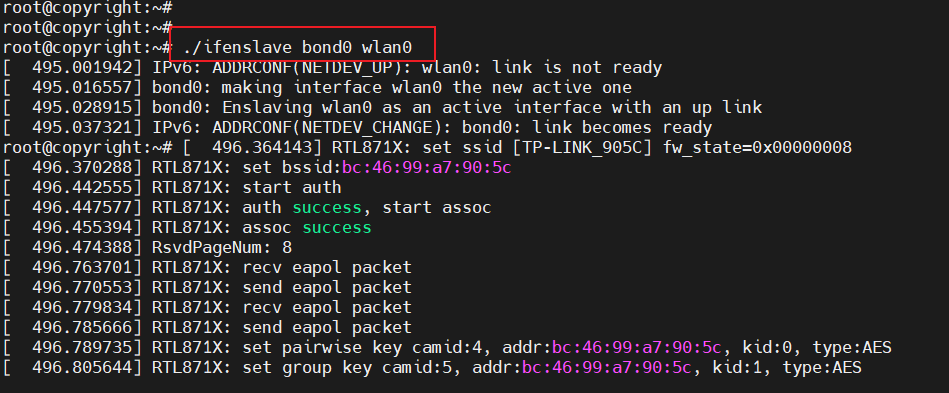 root@copyright:~#
root@copyright:~#
root@copyright:~# ./ifenslave bond0 wlan0
[  495.001942] IPv6: ADDRCONF(NETDEV_UP): wlan0: link is not ready
[  495.016557] bond0: making interface wlan0 the new active one
[  495.028915] bond0: Enslaving wlan0 as an active interface with an up link
[  495.037321] IPv6: ADDRCONF(NETDEV_CHANGE): bond0: link becomes ready
root@copyright:~# [  496.364143] RTL871X: set ssid [TP-LINK_905C] fw_state=0x00000008
[  496.370288] RTL871X: set bssid:bc:46:99:a7:90:5c
[  496.442555] RTL871X: start auth
[  496.447577] RTL871X: auth success, start assoc
[  496.455394] RTL871X: assoc success
[  496.474388] RsvdPageNum: 8
[  496.763701] RTL871X: recv eapol packet
[  496.770553] RTL871X: send eapol packet
[  496.779834] RTL871X: recv eapol packet
[  496.785666] RTL871X: send eapol packet
[  496.789735] RTL871X: set pairwise key camid:4, addr:bc:46:99:a7:90:5c, kid:0, type:AES
[  496.805644] RTL871X: set group key camid:5, addr:bc:46:99:a7:90:5c, kid:1, type:AES